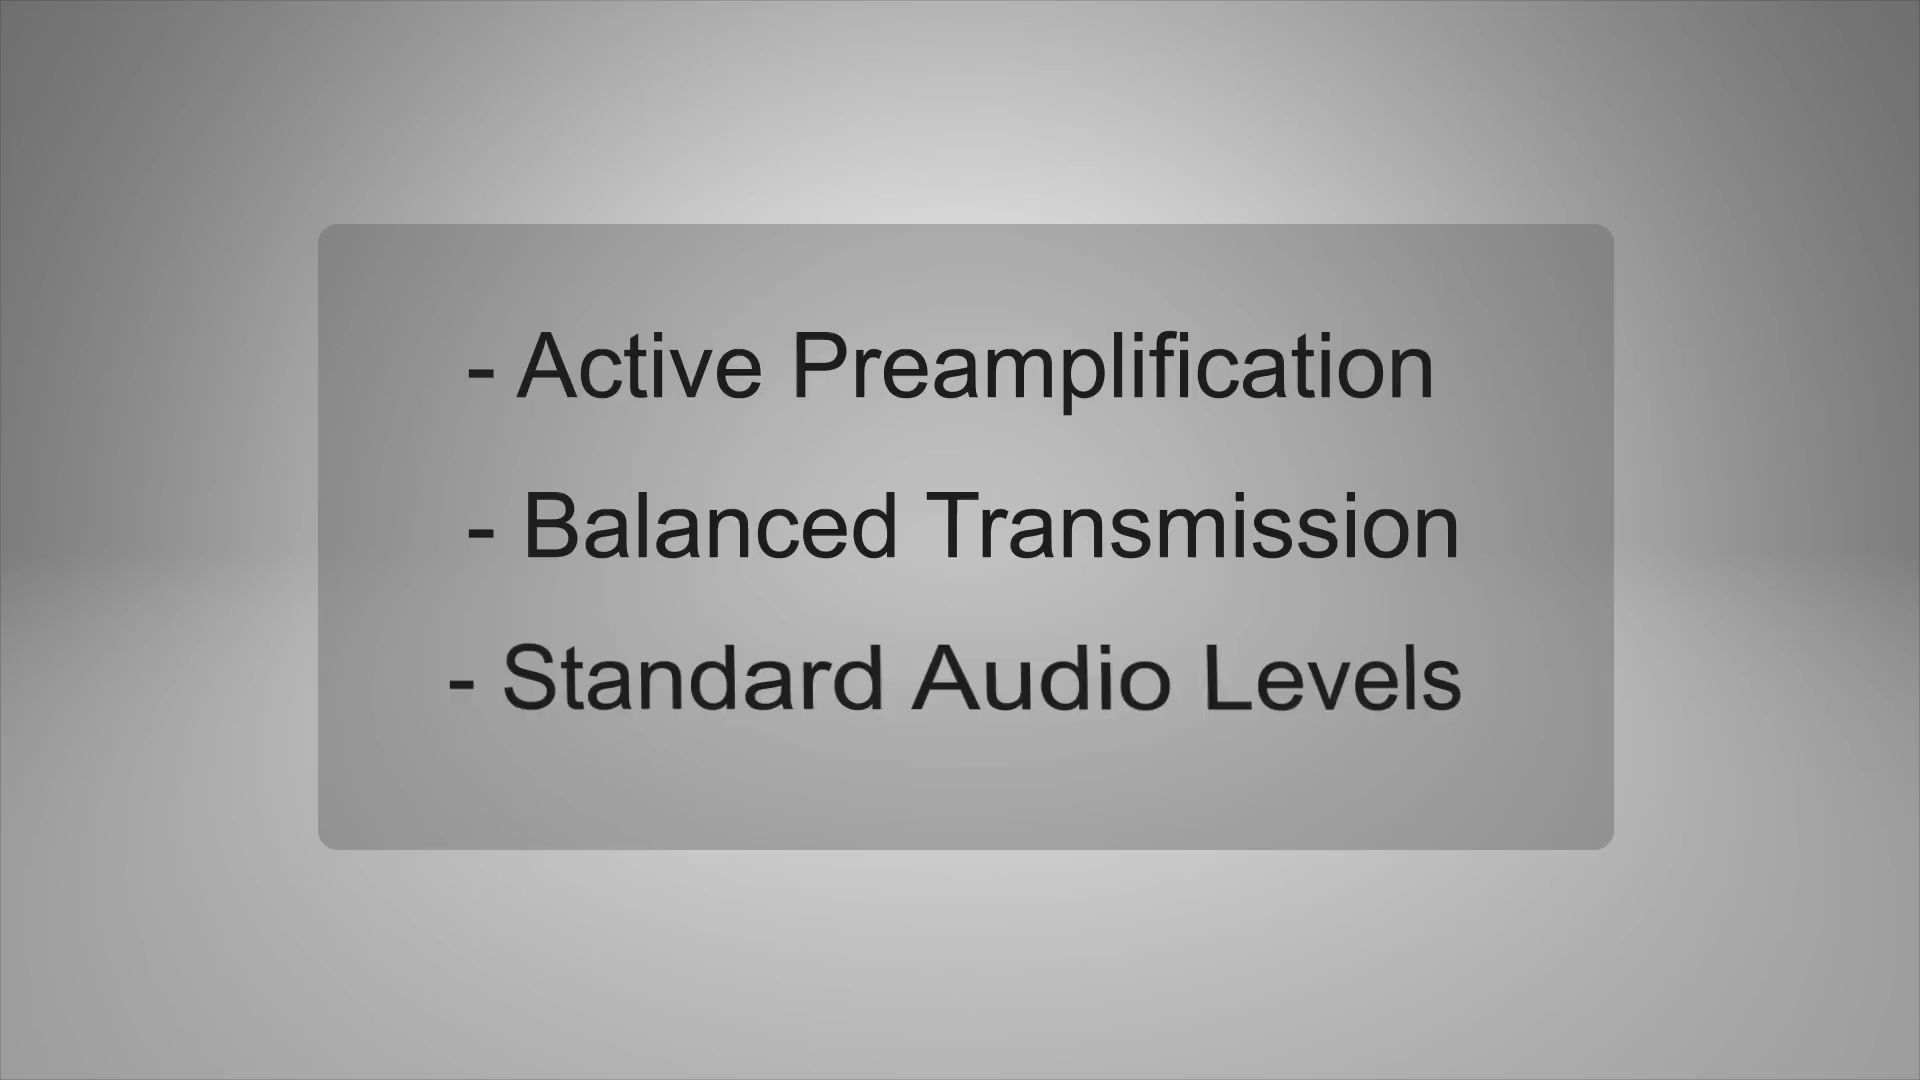 - Active Preamplification
- Balanced Transmission
- Standard Audio Levels